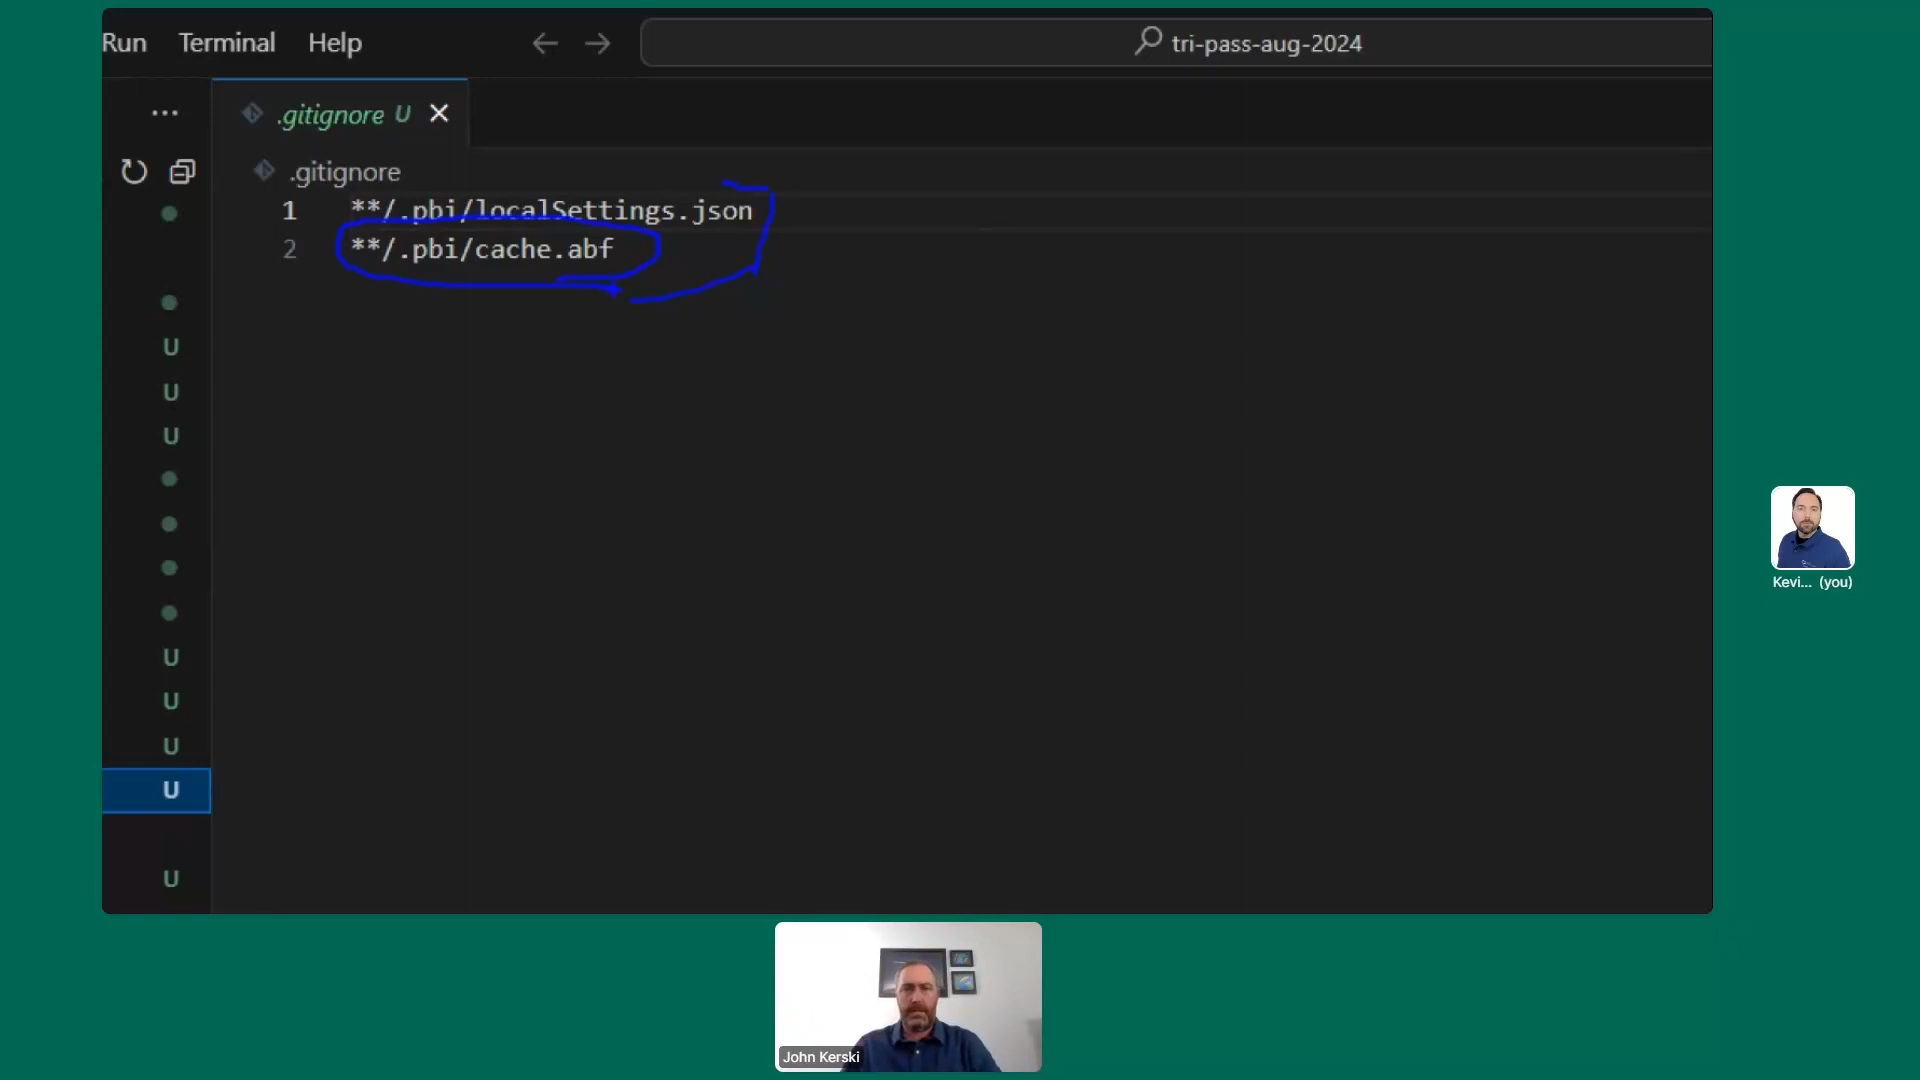 Run Terminal Help
tri-pass-aug-2024
.gitignore U
.gitignore
1 **/.pbi/localSettings.json
2 **/.pbi/cache.abf
U
U
U
U
U
U
U
U
Kevi... (you)
John Kerski